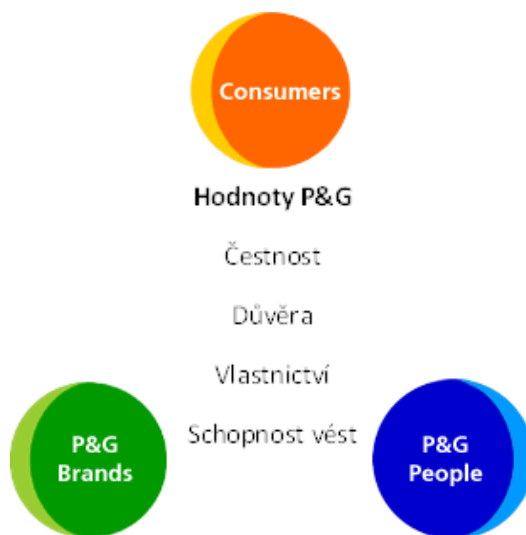 Consumers
Hodnoty P&G
Čestnost
Důvěra
Vlastnictví
Schopnost vést
P&G
Brands
P&G
People